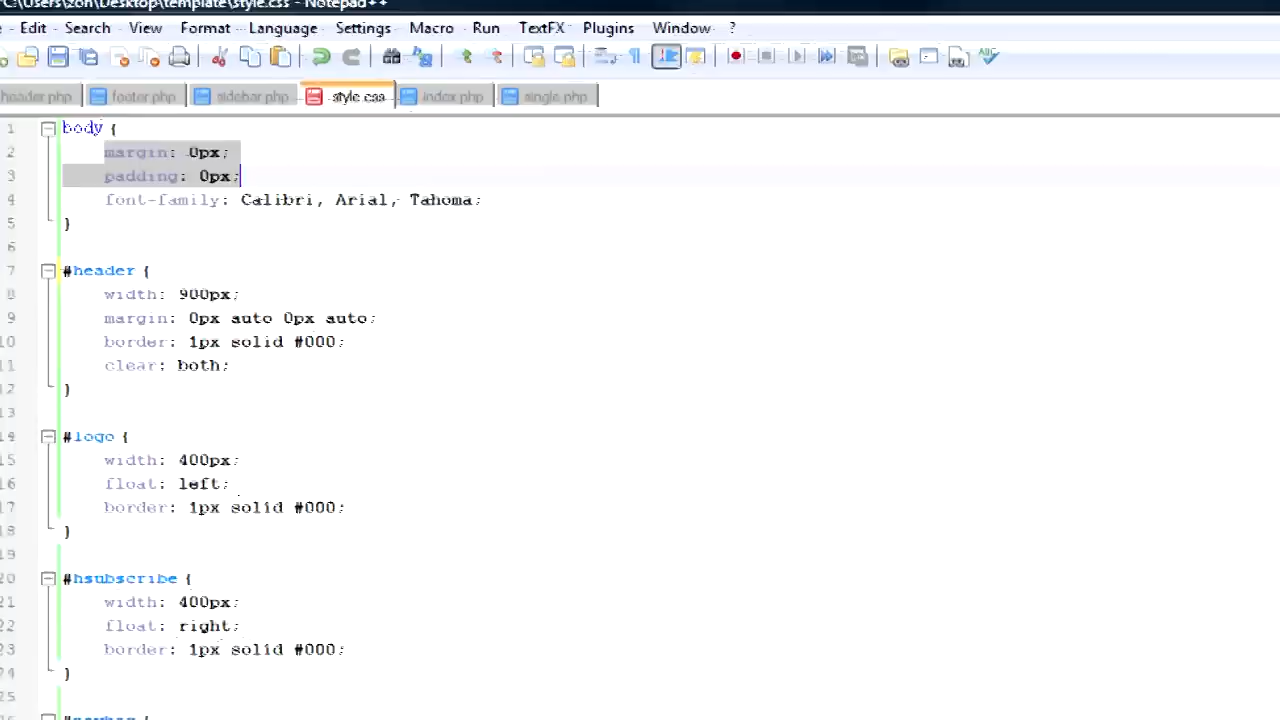 C:\Users\zoh\Desktop\template\style.css - Notepad++
Edit Search View Format Language Settings Macro Run TextFX Plugins Window ?
header.php footer.php sidebar.php style.css index.php single.php
1 body {
2 margin: 0px;
3 padding: 0px;
4 font-family: Calibri, Arial, Tahoma;
5 }
6
7 #header {
8 width: 900px;
9 margin: 0px auto 0px auto;
10 border: 1px solid #000;
11 clear: both;
12 }
13
14 #logo {
15 width: 400px;
16 float: left;
17 border: 1px solid #000;
18 }
19
20 #hsubscribe {
21 width: 400px;
22 float: right;
23 border: 1px solid #000;
24 }
25